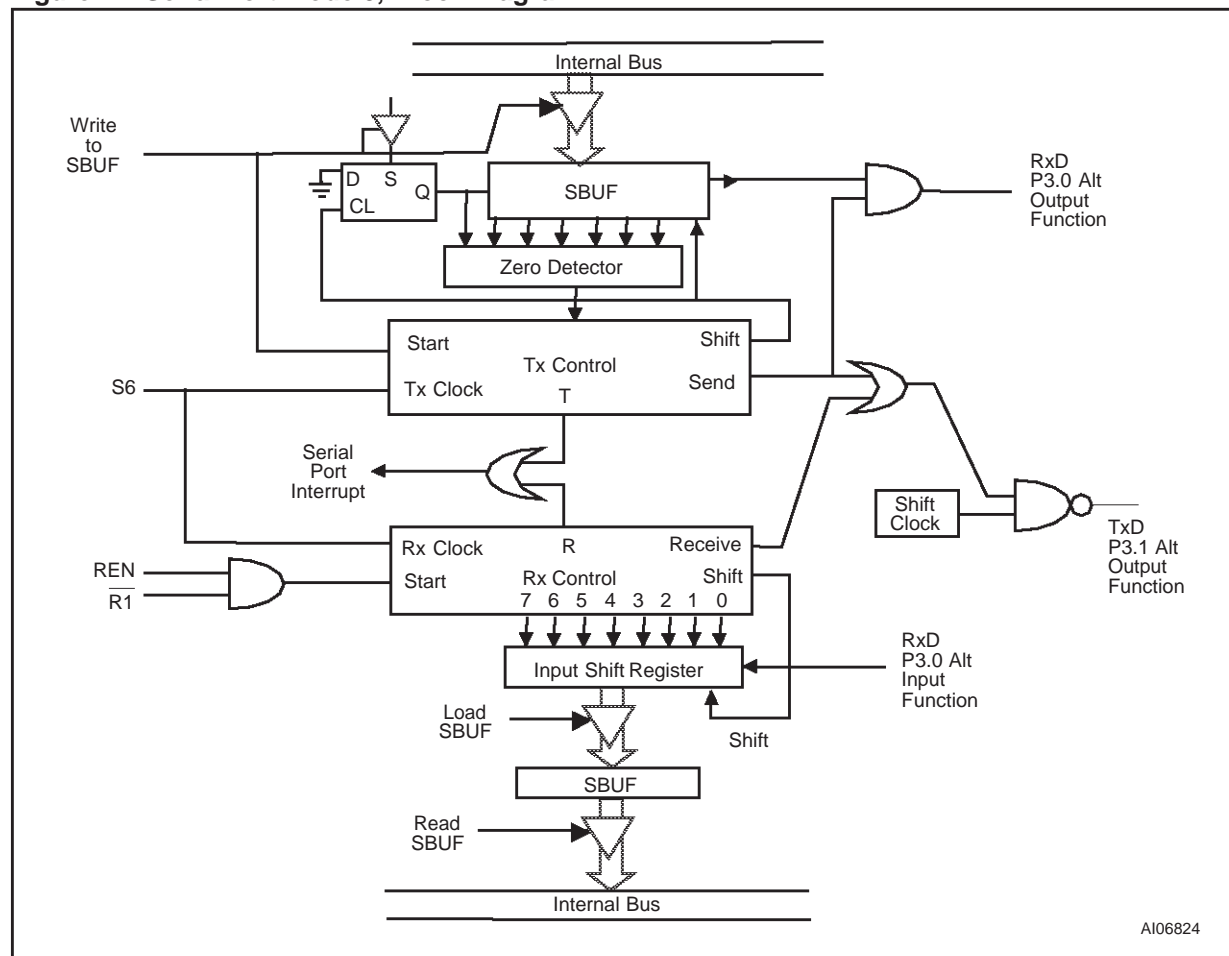 Internal Bus
Write
to
SBUF
D S
Q
CL
SBUF
RxD
P3.0 Alt
Output
Function
Zero Detector
Start
Shift
Tx Control
S6
Tx Clock
Send
T
Serial
Port
Interrupt
Shift
Clock
TxD
P3.1 Alt
Output
Function
Rx Clock
R
Receive
REN
R1
Start
Rx Control
Shift
7 6 5 4 3 2 1 0
Input Shift Register
RxD
P3.0 Alt
Input
Function
Load
SBUF
Shift
SBUF
Read
SBUF
Internal Bus
AI06824